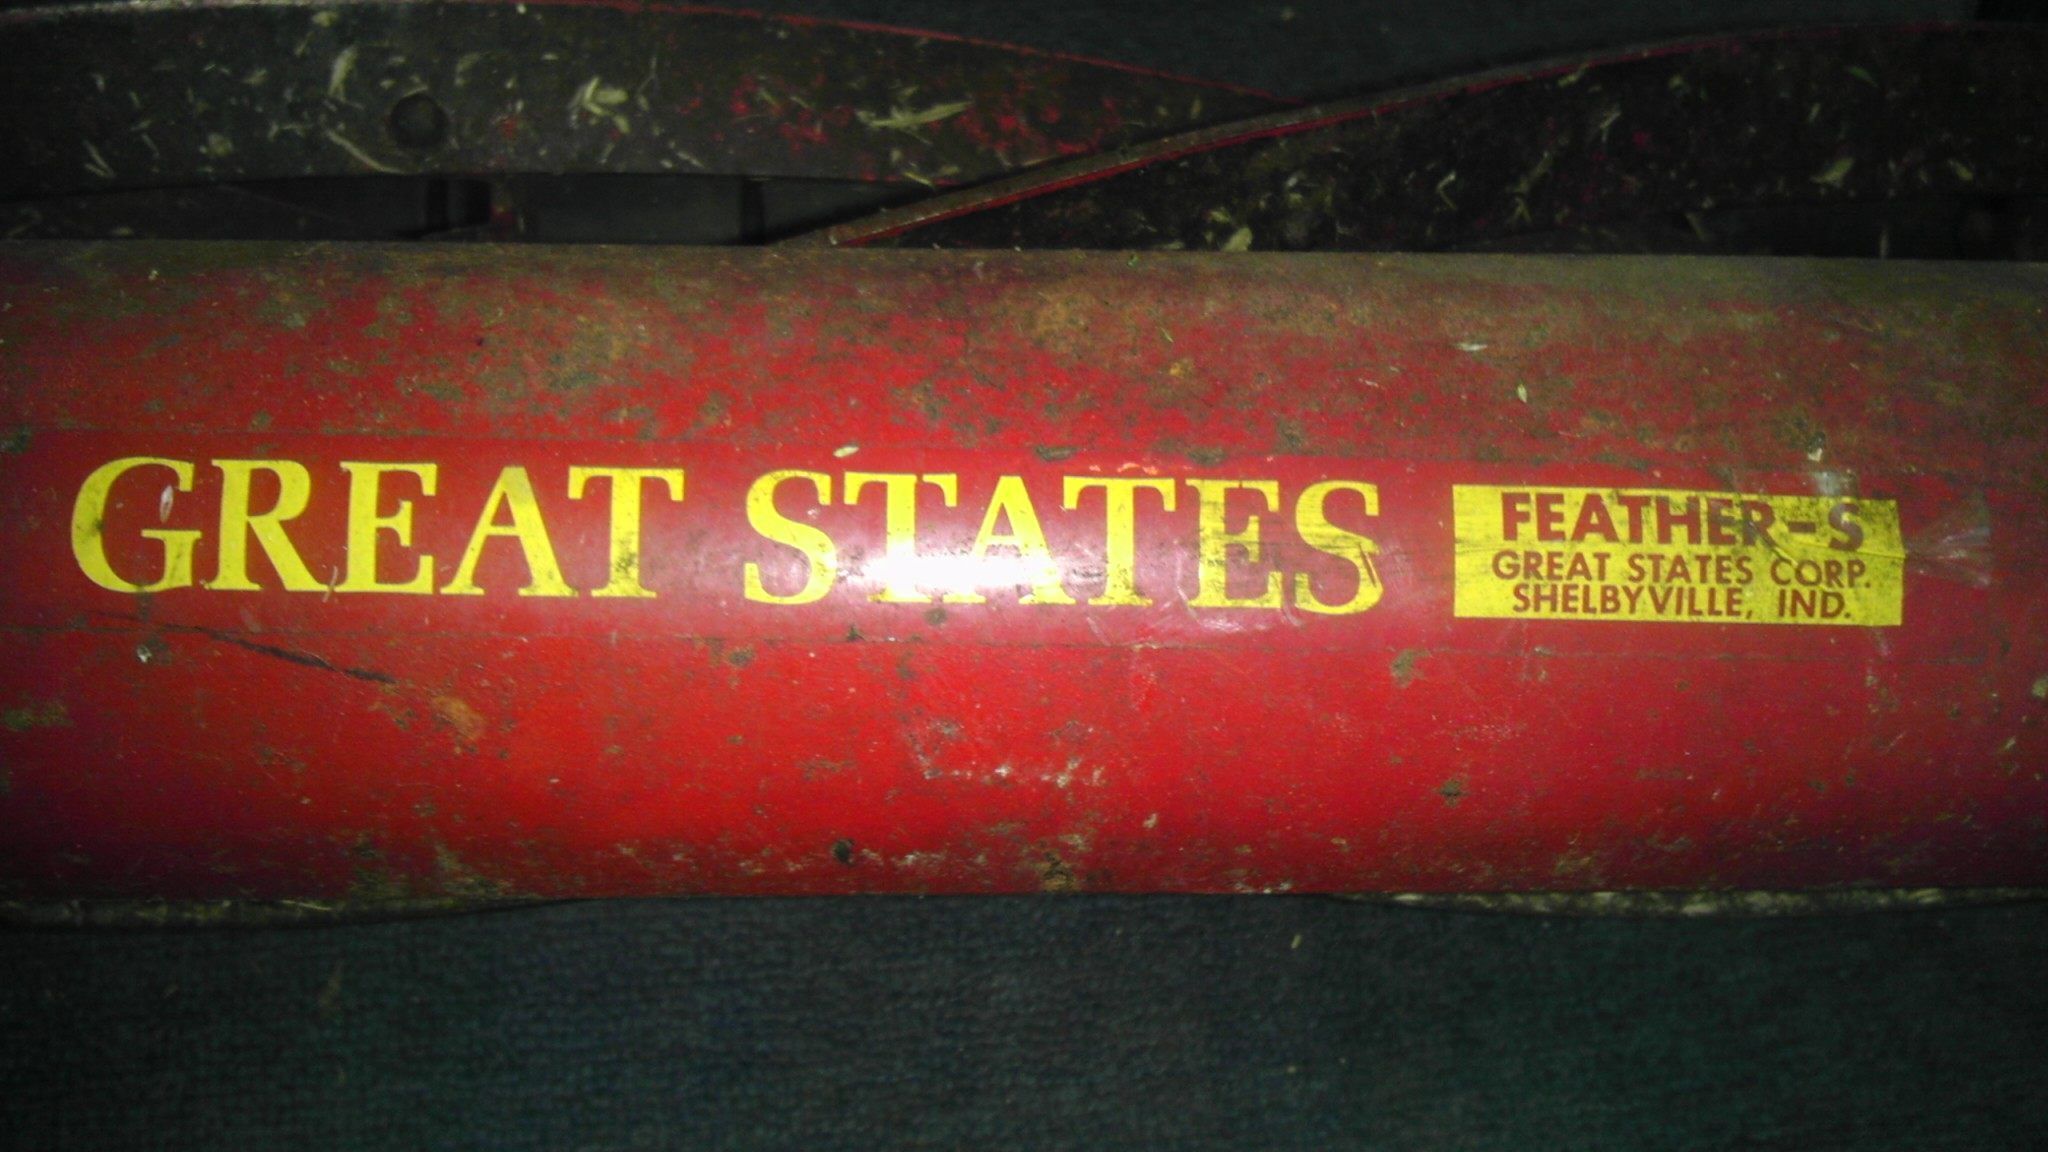 GREAT STATES
FEATHER-S
GREAT STATES CORP.
SHELBYVILLE, IND.